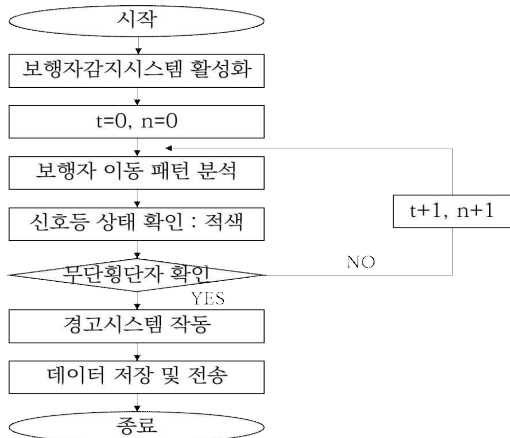 시작
보행자감지시스템 활성화
t=0, n=0
보행자 이동 패턴 분석
t+1, n+1
신호등 상태 확인 : 적색
무단횡단자 확인
NO
YES
경고시스템 작동
데이터 저장 및 전송
종료